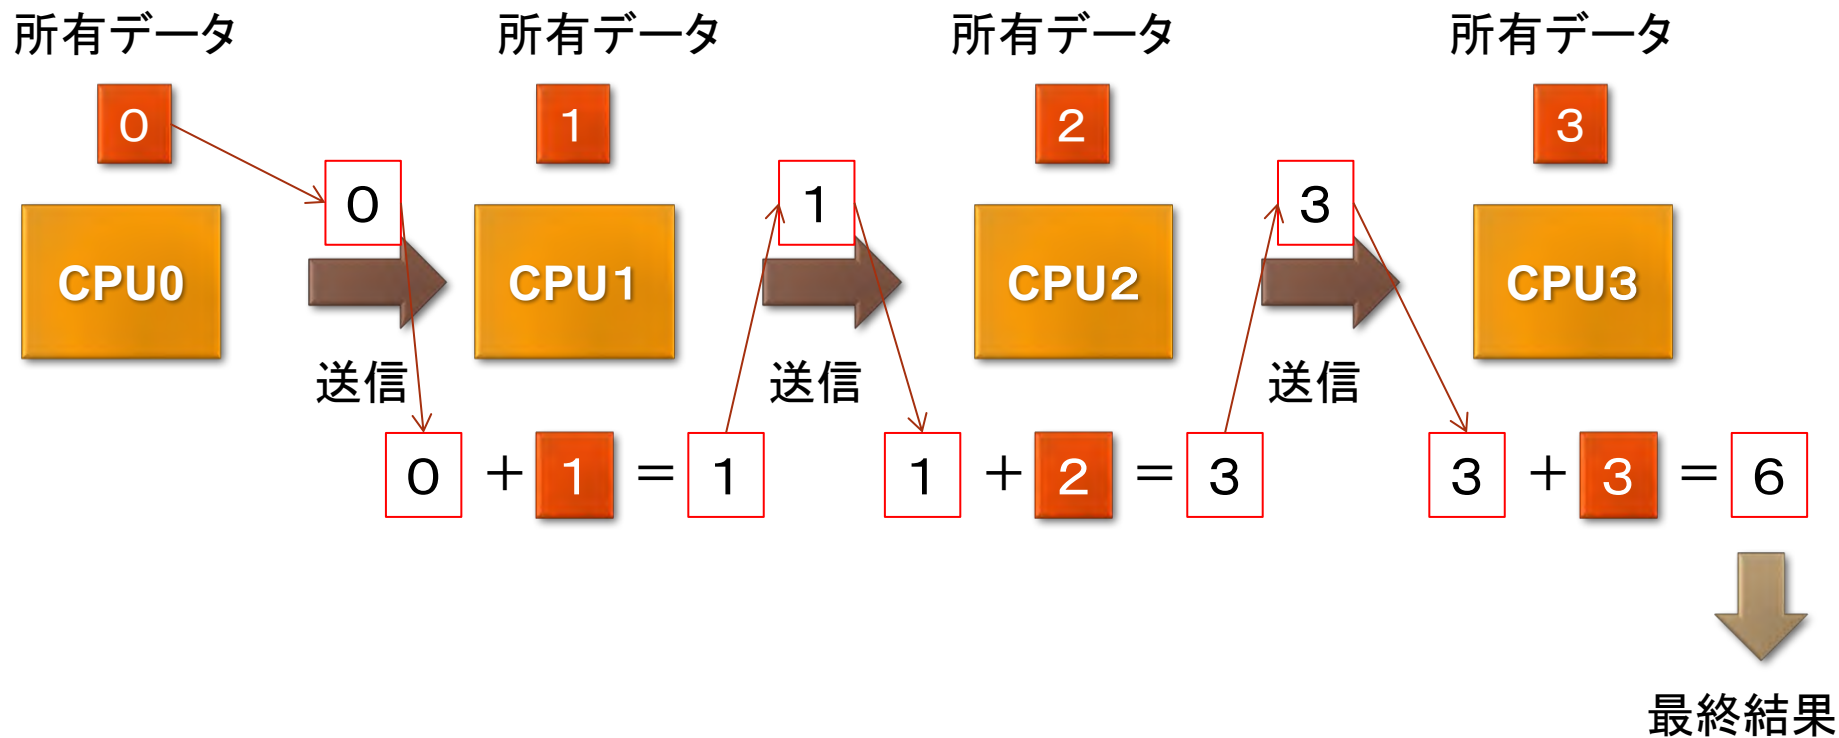 所有データ 所有データ 所有データ 所有データ
0 1 2 3
0 1 3
CPU0 CPU1 CPU2 CPU3
送信 送信 送信
0 + 1 = 1 1 + 2 = 3 3 + 3 = 6
最終結果